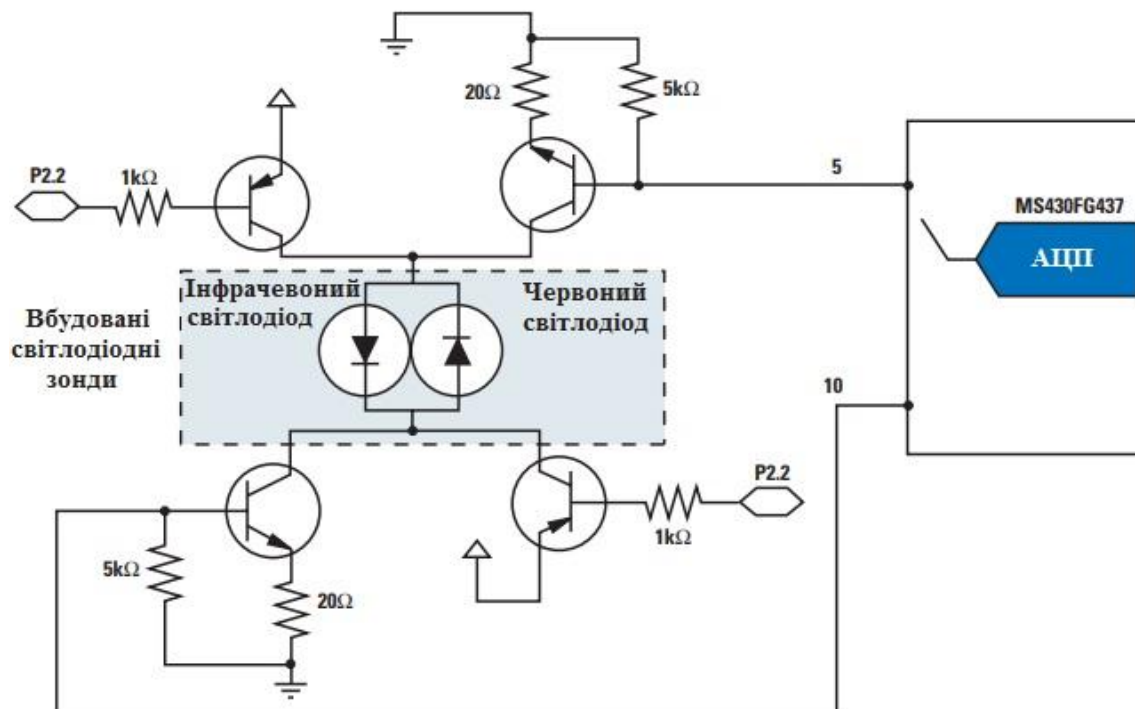 20Ω
5kΩ
P2.2
1kΩ
5
MS430FG437
АЦП
Інфрачевоний
світлодіод
Червоний
світлодіод
Вбудовані
світлодіодні
зонди
10
P2.2
1kΩ
5kΩ
20Ω